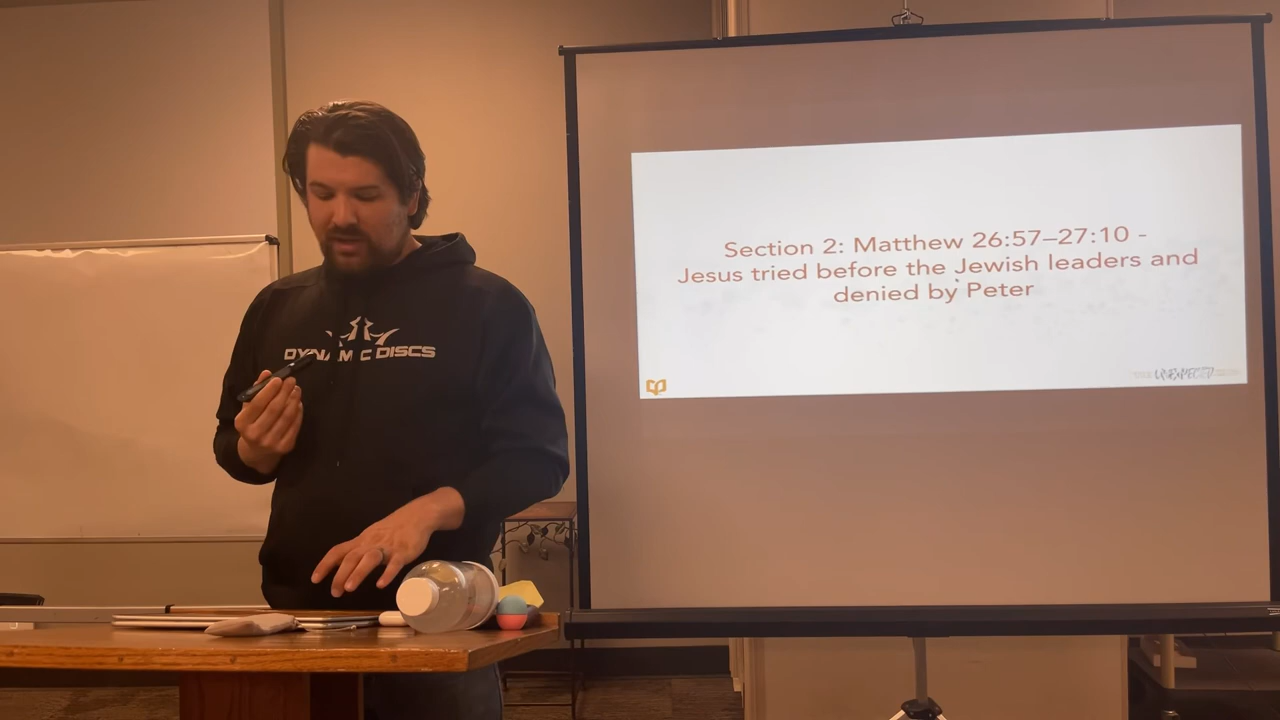 DYNAMIC DISCS
Section 2: Matthew 26:57–27:10 -
Jesus tried before the Jewish leaders and
denied by Peter
UNEXPECTED